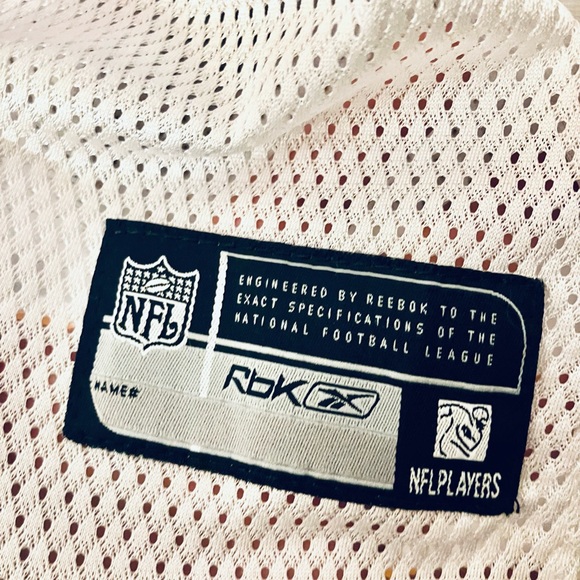 NFL
ENGINEERED BY REEBOK TO THE
EXACT SPECIFICATIONS OF THE
NATIONAL FOOTBALL LEAGUE
NAME#
RbK
NFLPLAYERS